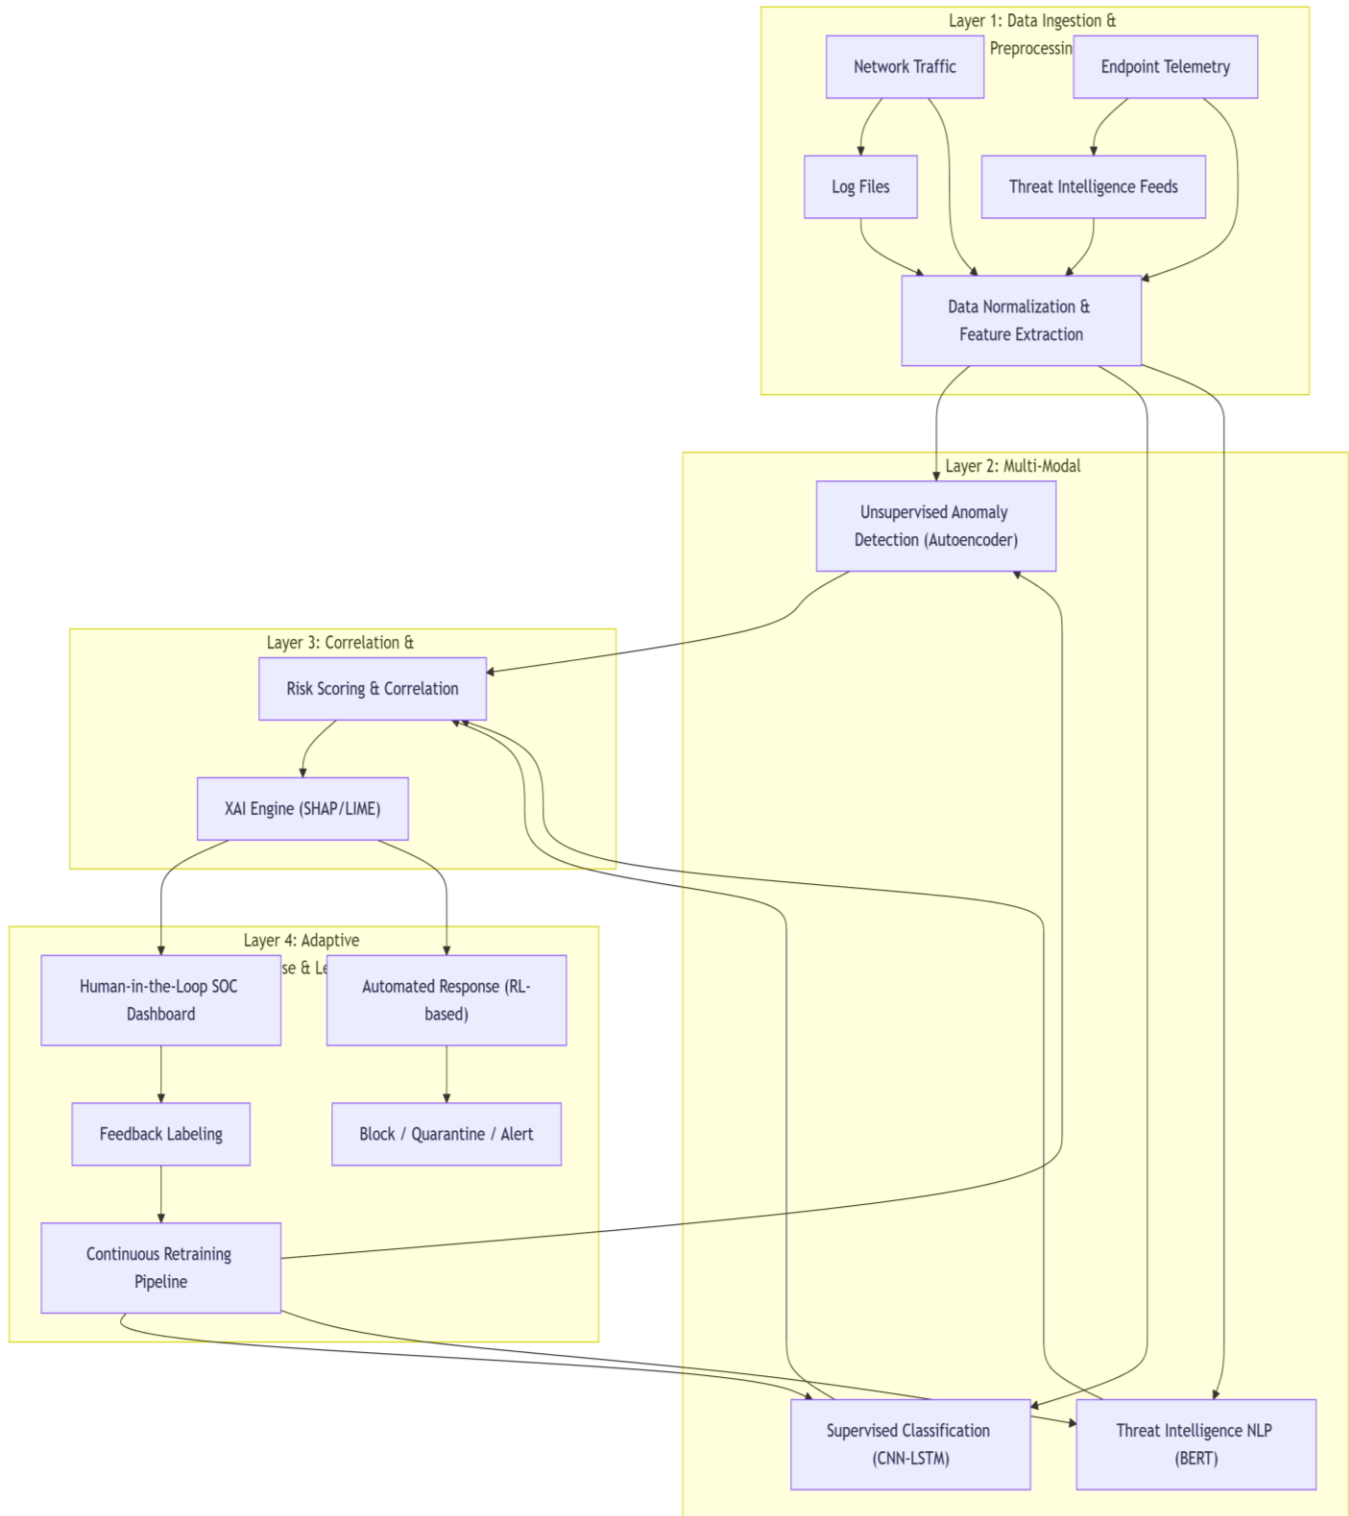 Layer 1: Data Ingestion &
Preprocessin
Network Traffic
Endpoint Telemetry
Log Files
Threat Intelligence Feeds
Data Normalization &
Feature Extraction
Layer 2: Multi-Modal
Unsupervised Anomaly
Detection (Autoencoder)
Layer 3: Correlation &
Risk Scoring & Correlation
XAI Engine (SHAP/LIME)
Layer 4: Adaptive
se & Le
Human-in-the-Loop SOC
Dashboard
Automated Response (RL-
based)
Feedback Labeling
Block / Quarantine / Alert
Continuous Retraining
Pipeline
Supervised Classification
(CNN-LSTM)
Threat Intelligence NLP
(BERT)